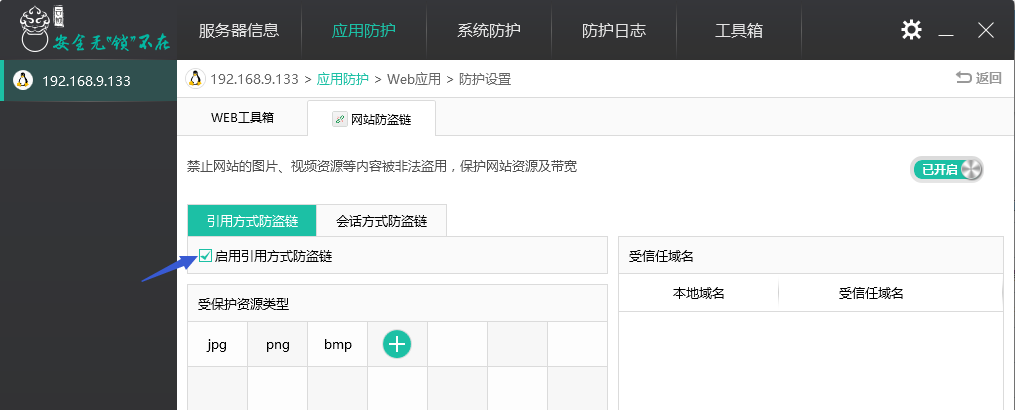 安全无"锁"不在
服务器信息
应用防护
系统防护
防护日志
工具箱
192.168.9.133
192.168.9.133 > 应用防护 > Web应用 > 防护设置
返回
WEB工具箱
网站防盗链
禁止网站的图片、视频资源等内容被非法盗用，保护网站资源及带宽
已开启
引用方式防盗链
会话方式防盗链
启用引用方式防盗链
受信任域名
本地域名
受信任域名
受保护资源类型
jpg
png
bmp